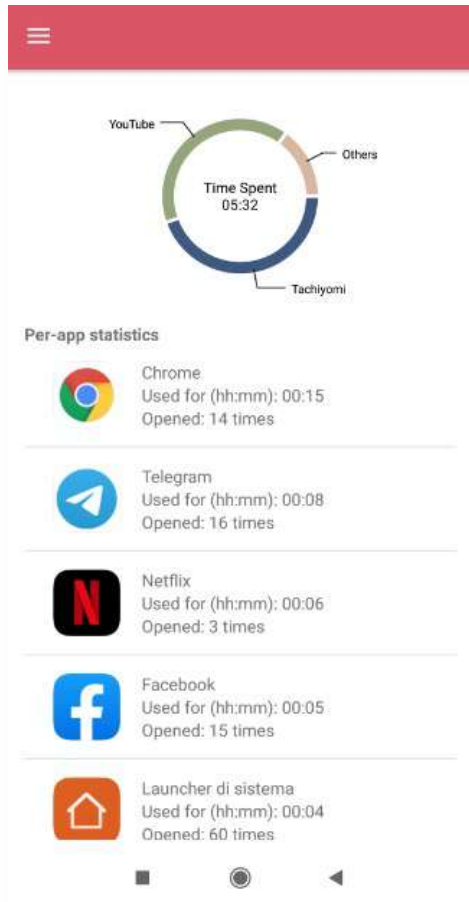 YouTube
Others
Time Spent
05:32
Tachiyomi
Per-app statistics
Chrome
Used for (hh:mm): 00:15
Opened: 14 times
Telegram
Used for (hh:mm): 00:08
Opened: 16 times
Netflix
Used for (hh:mm): 00:06
Opened: 3 times
Facebook
Used for (hh:mm): 00:05
Opened: 15 times
Launcher di sistema
Used for (hh:mm): 00:04
Opened: 60 times